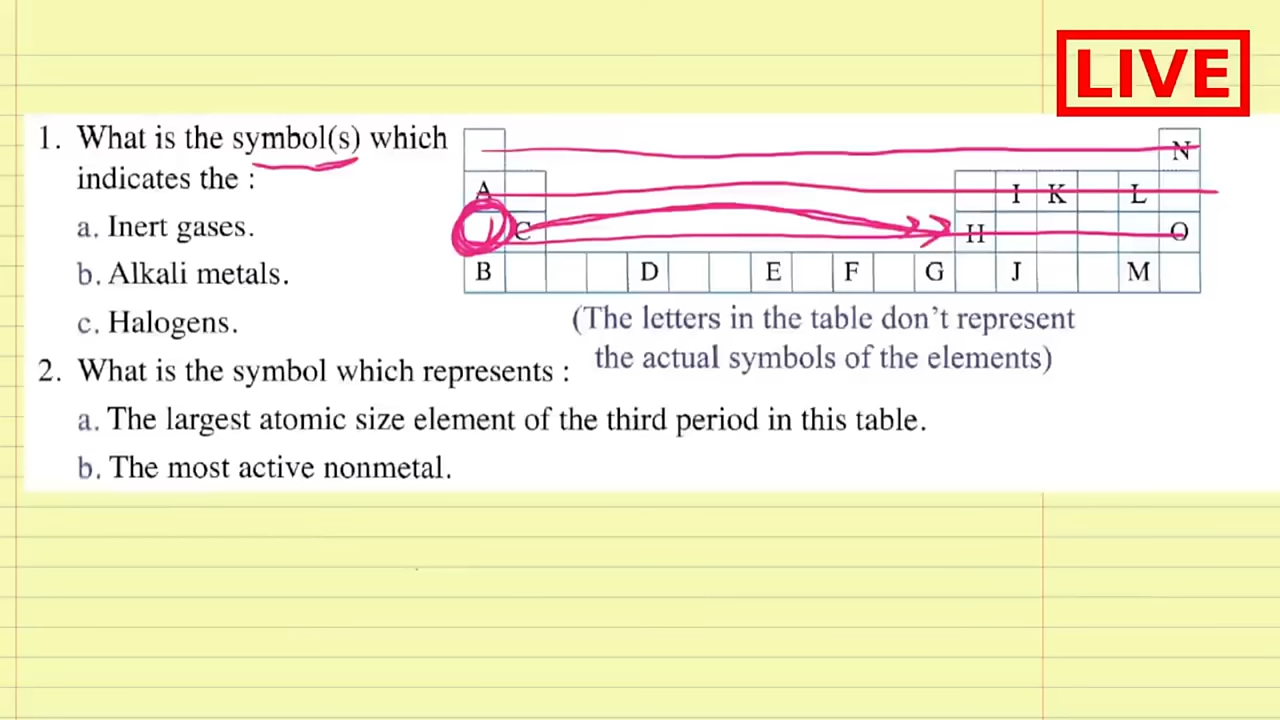 LIVE
1. What is the symbol(s) which
indicates the :
a. Inert gases.
b. Alkali metals.
c. Halogens.
N
A I K L
C H O
B D E F G J M
(The letters in the table don’t represent
the actual symbols of the elements)
2. What is the symbol which represents :
a. The largest atomic size element of the third period in this table.
b. The most active nonmetal.